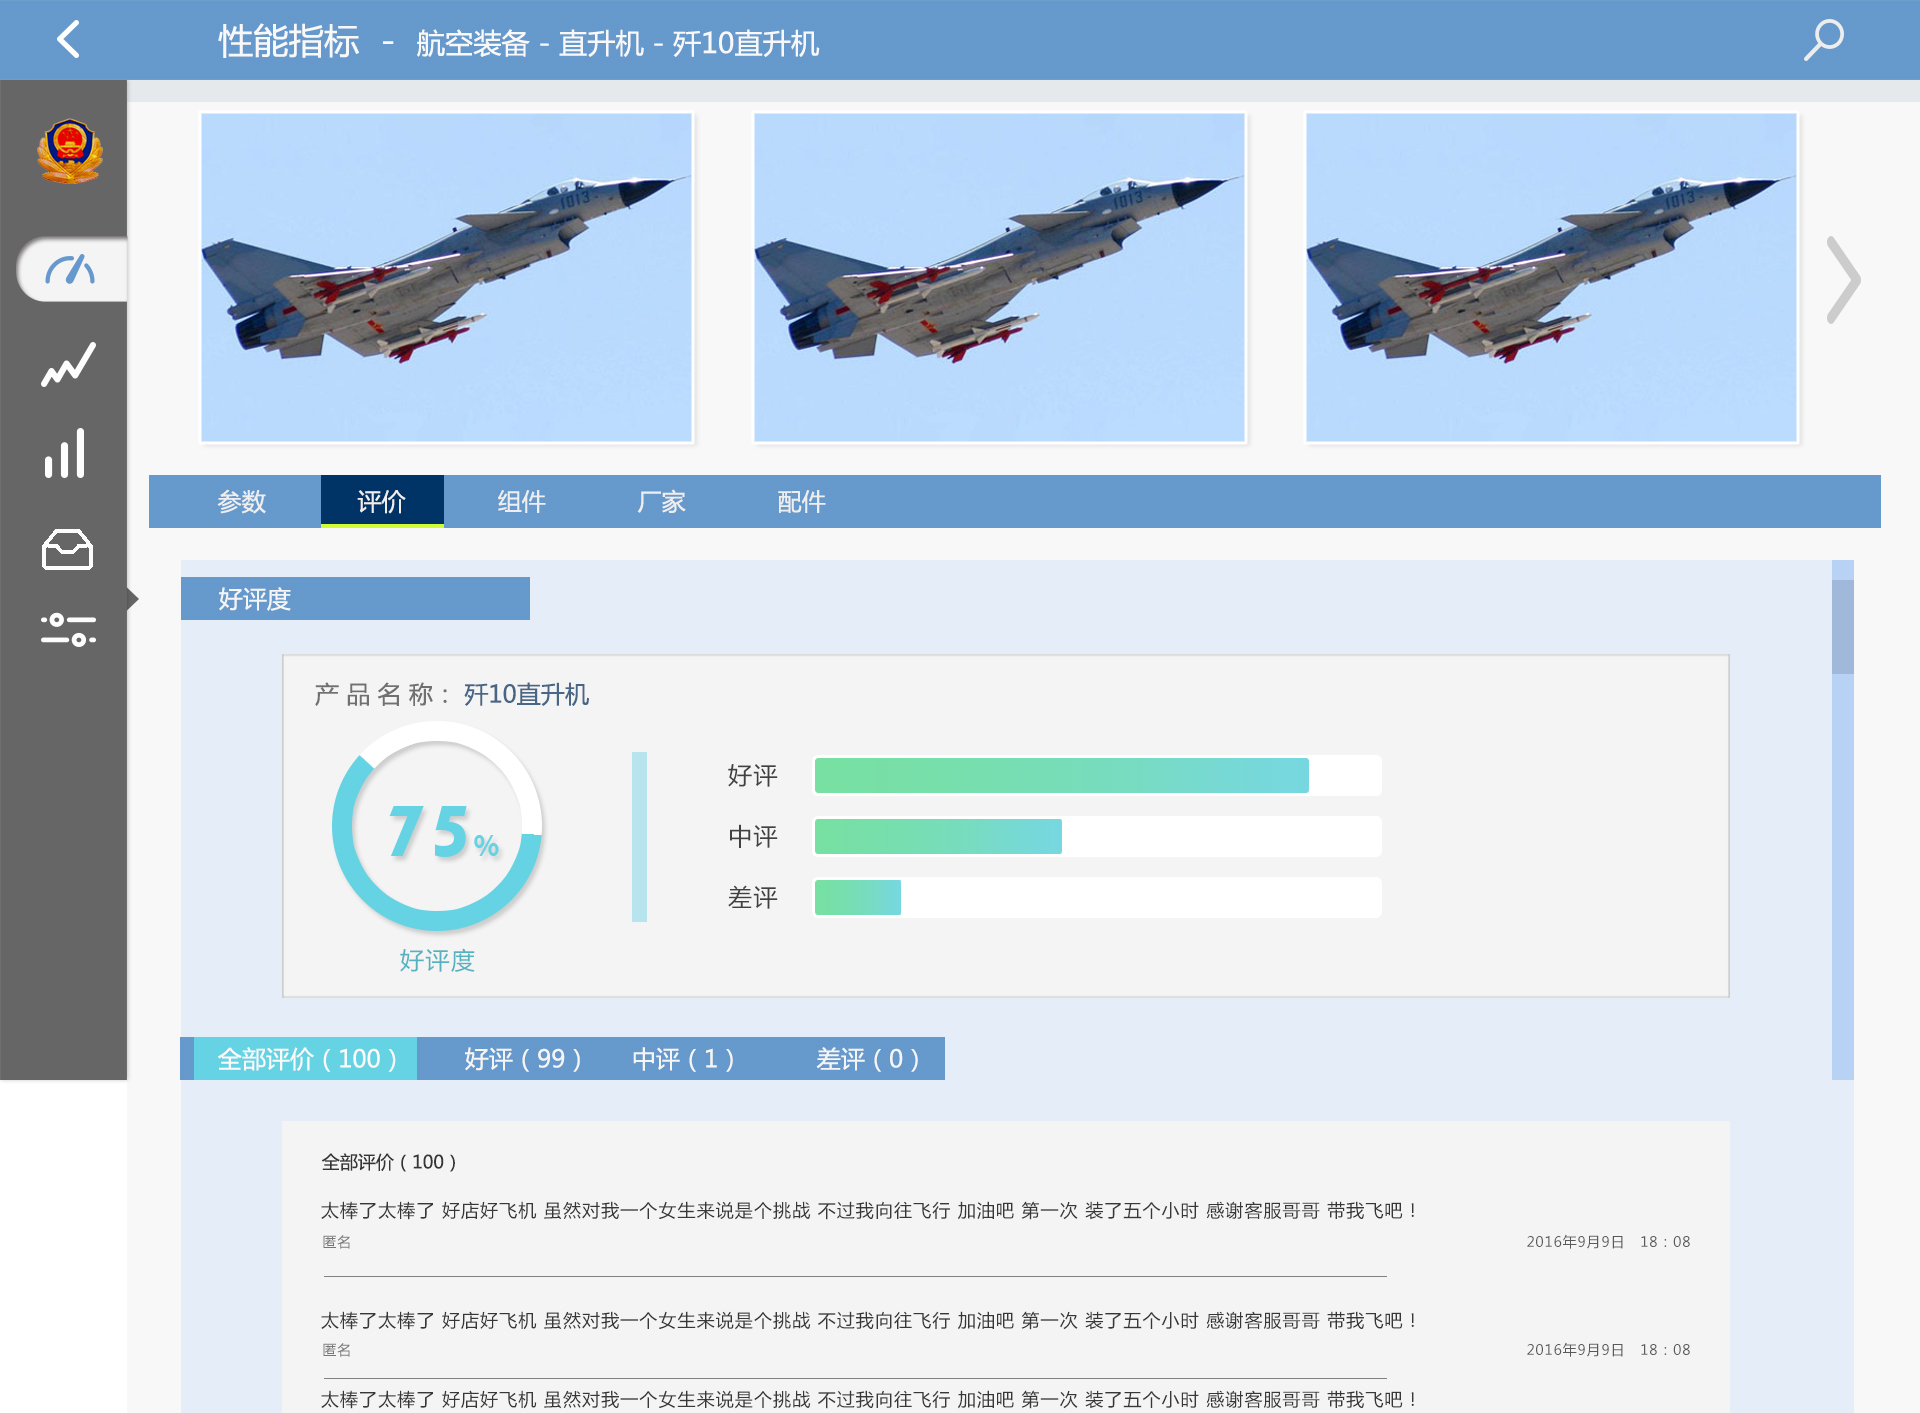 性能指标 - 航空装备 - 直升机 - 歼10直升机
1013
1013
1013
参数 评价 组件 厂家 配件
好评度
产品名称： 歼10直升机
75%
好评度
好评
中评
差评
全部评价（100） 好评（99） 中评（1） 差评（0）
全部评价（100）
太棒了太棒了 好店好飞机 虽然对我一个女生来说是个挑战 不过我向往飞行 加油吧 第一次 装了五个小时 感谢客服哥哥 带我飞吧！
匿名 2016年9月9日 18：08
太棒了太棒了 好店好飞机 虽然对我一个女生来说是个挑战 不过我向往飞行 加油吧 第一次 装了五个小时 感谢客服哥哥 带我飞吧！
匿名 2016年9月9日 18：08
太棒了太棒了 好店好飞机 虽然对我一个女生来说是个挑战 不过我向往飞行 加油吧 第一次 装了五个小时 感谢客服哥哥 带我飞吧！